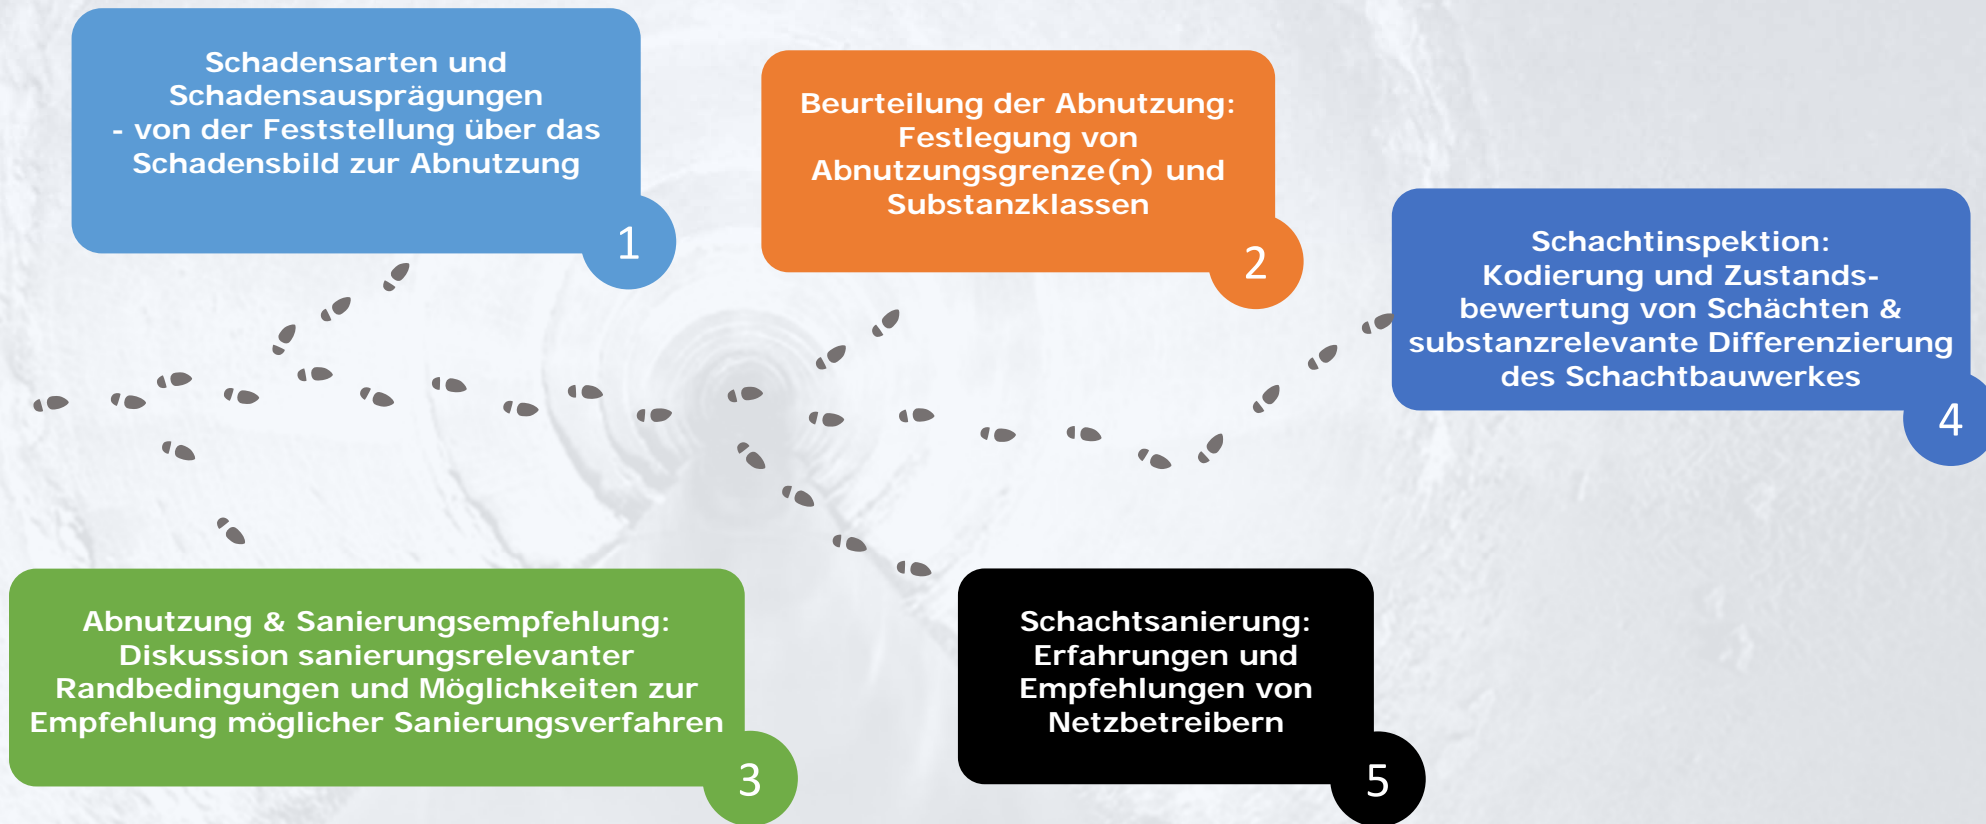 Schadensarten und
Schadensausprägungen
- von der Feststellung über das
Schadensbild zur Abnutzung
1
Beurteilung der Abnutzung:
Festlegung von
Abnutzungsgrenze(n) und
Substanzklassen
2
Abnutzung & Sanierungsempfehlung:
Diskussion sanierungsrelevanter
Randbedingungen und Möglichkeiten zur
Empfehlung möglicher Sanierungsverfahren
3
Schachtinspektion:
Kodierung und Zustands-
bewertung von Schächten &
substanzrelevante Differenzierung
des Schachtbauwerkes
4
Schachtsanierung:
Erfahrungen und
Empfehlungen von
Netzbetreibern
5